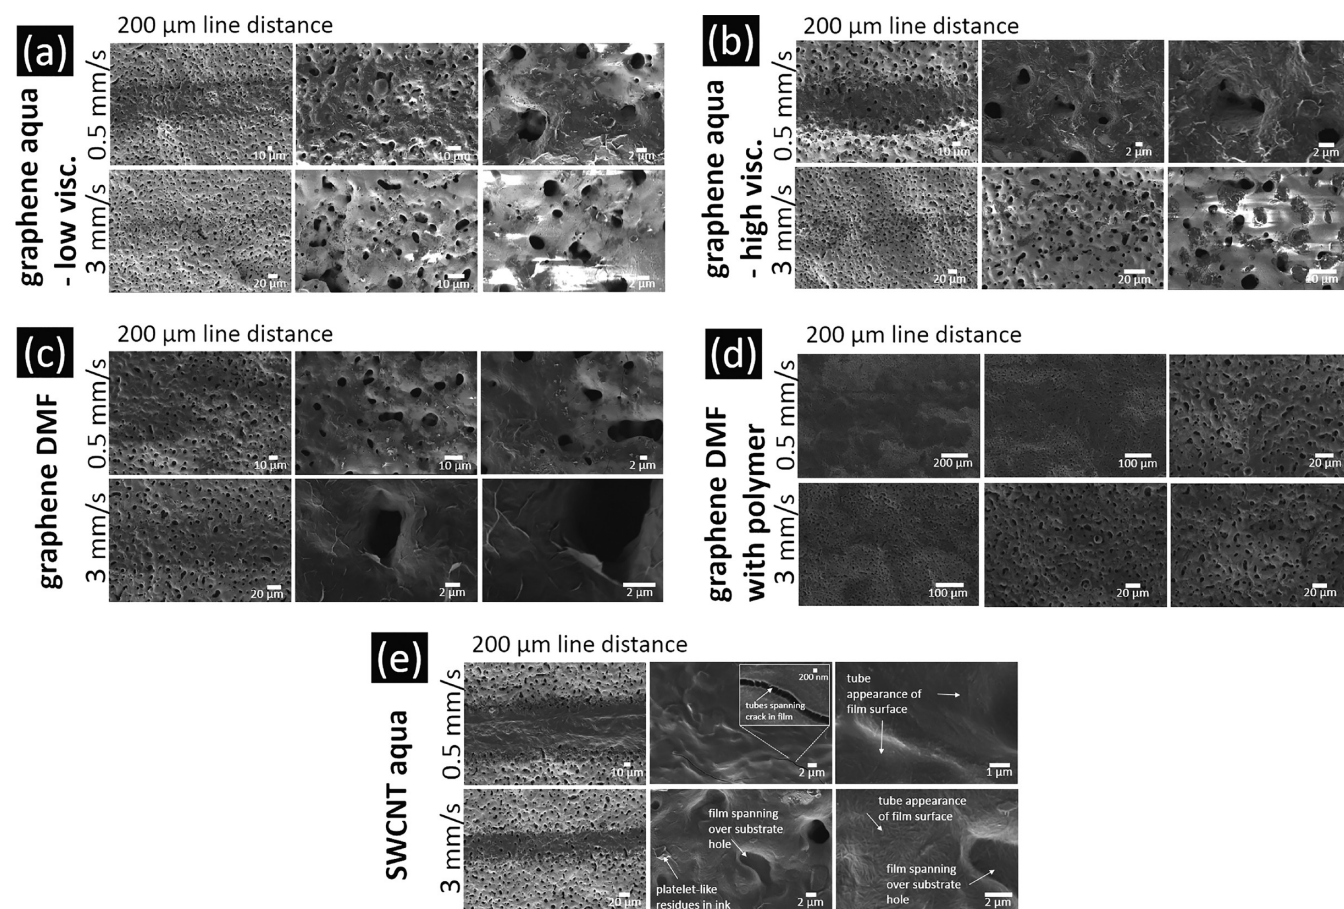 (a)
200 µm line distance
graphene aqua
- low visc.
0.5 mm/s
10 µm
10 µm
2 µm
3 mm/s
20 µm
10 µm
2 µm
(b)
200 µm line distance
graphene aqua
- high visc.
0.5 mm/s
10 µm
2 µm
2 µm
3 mm/s
20 µm
20 µm
10 µm
(c)
200 µm line distance
graphene DMF
0.5 mm/s
10 µm
10 µm
2 µm
3 mm/s
20 µm
2 µm
2 µm
(d)
200 µm line distance
graphene DMF
with polymer
0.5 mm/s
200 µm
100 µm
20 µm
3 mm/s
100 µm
20 µm
20 µm
(e)
200 µm line distance
SWCNT aqua
0.5 mm/s
10 µm
200 nm
tubes spanning
crack in film
2 µm
tube
appearance of
film surface
1 µm
3 mm/s
20 µm
film spanning
over substrate
hole
platelet-like
residues in ink
2 µm
tube appearance
of film surface
film spanning
over substrate
hole
2 µm